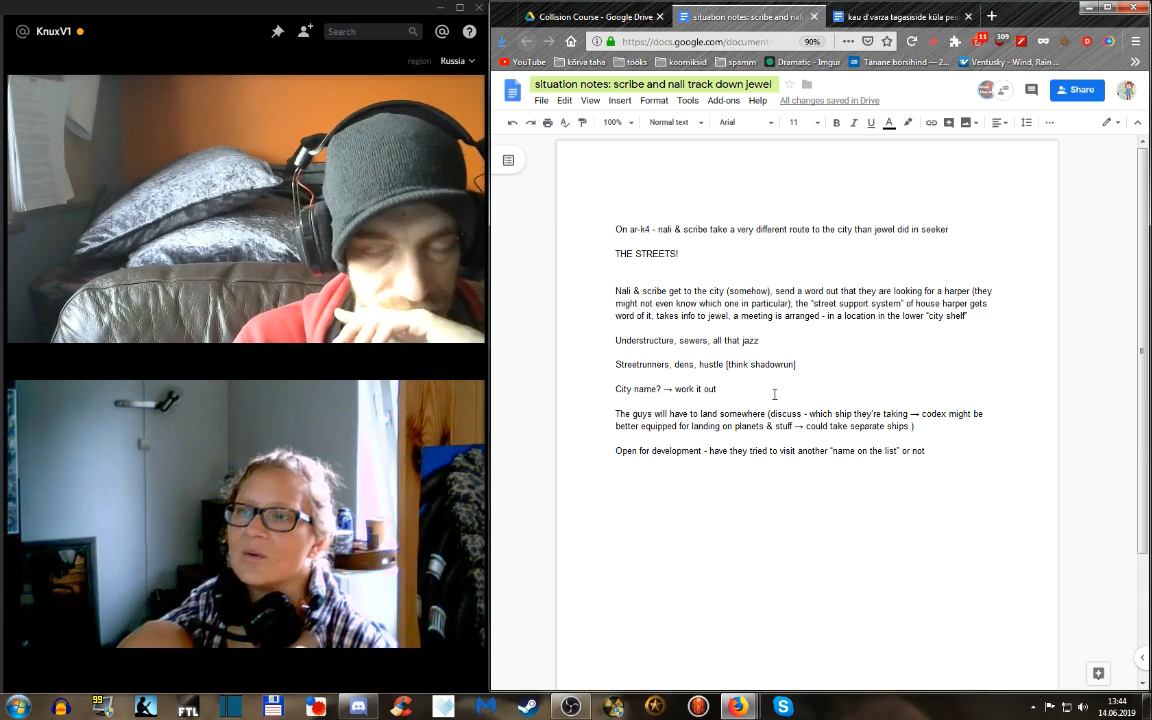 KnuxV1
Search
region Russia
Collision Course - Google Drive
situation notes: scribe and nali
kau d'varza tagasiside küla pea
https://docs.google.com/document/
90%
11
309
YouTube
kõrva taha
tööks
koomiksid
spamm
Dramatic - Imgur
Tänane börsihind — 2...
Ventusky - Wind, Rain ...
situation notes: scribe and nali track down jewel
File Edit View Insert Format Tools Add-ons Help All changes saved in Drive
Share
100% Normal text Arial 11 B I U A
On ar-k4 - nali & scribe take a very different route to the city than jewel did in seeker
THE STREETS!
Nali & scribe get to the city (somehow), send a word out that they are looking for a harper (they
might not even know which one in particular); the “street support system” of house harper gets
word of it, takes info to jewel, a meeting is arranged - in a location in the lower “city shelf”
Understructure, sewers, all that jazz
Streetrunners, dens, hustle [think shadowrun]
City name? → work it out
The guys will have to land somewhere (discuss - which ship they're taking → codex might be
better equipped for landing on planets & stuff → could take separate ships )
Open for development - have they tried to visit another “name on the list” or not
99
FTL
13:44
14.06.2019